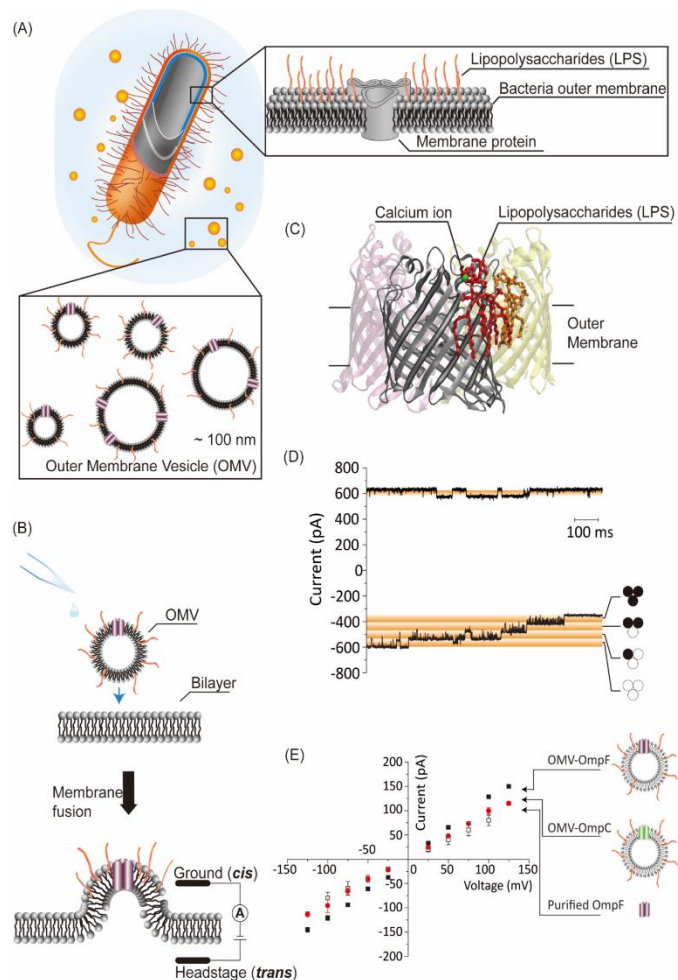 (A)
Lipopolysaccharides (LPS)
Bacteria outer membrane
Membrane protein
~ 100 nm
Outer Membrane Vesicle (OMV)
(B)
OMV
Bilayer
Membrane
fusion
Ground (cis)
A
Headstage (trans)
(C)
Calcium ion
Lipopolysaccharides (LPS)
Outer
Membrane
(D)
Current (pA)
800
600
400
200
0
-200
-400
-600
-800
100 ms
(E)
Current (pA)
200
150
100
50
0
-50
-100
-150
-200
-150
-100
-50
0
50
100
150
Voltage (mV)
OMV-OmpF
OMV-OmpC
Purified OmpF